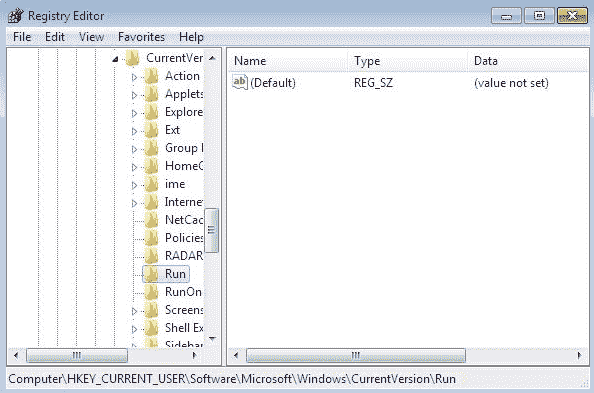 Registry Editor
File Edit View Favorites Help
CurrentVer
Action
Applets
Explore
Ext
Group
HomeG
ime
Interne
NetCac
Policies
RADAR
Run
RunOn
Screens
Shell Ex
Sidebar
Name Type Data
ab (Default) REG_SZ (value not set)
Computer\HKEY_CURRENT_USER\Software\Microsoft\Windows\CurrentVersion\Run